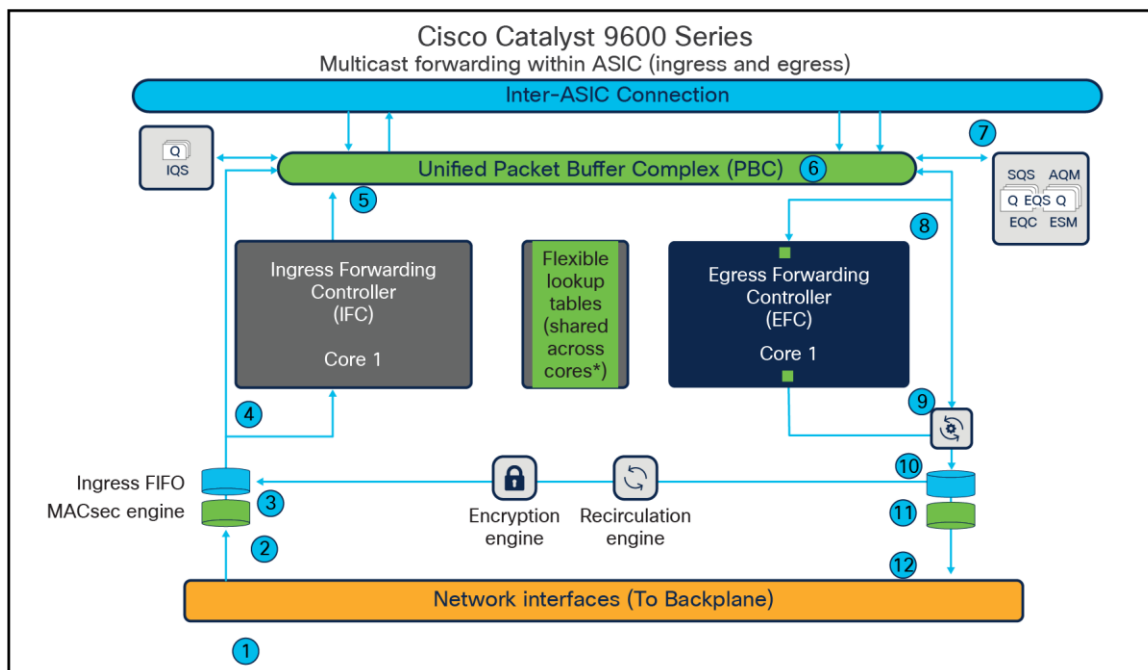 Cisco Catalyst 9600 Series
Multicast forwarding within ASIC (ingress and egress)
Inter-ASIC Connection
7
Q
IQS
Unified Packet Buffer Complex (PBC)
6
SQS AQM
Q EQS Q
EQC ESM
5
8
Ingress Forwarding
Controller
(IFC)
Core 1
Flexible
lookup
tables
(shared
across
cores*)
Egress Forwarding
Controller
(EFC)
Core 1
4
9
Ingress FIFO
MACsec engine
3
10
11
Encryption
engine
Recirculation
engine
2
12
Network interfaces (To Backplane)
1